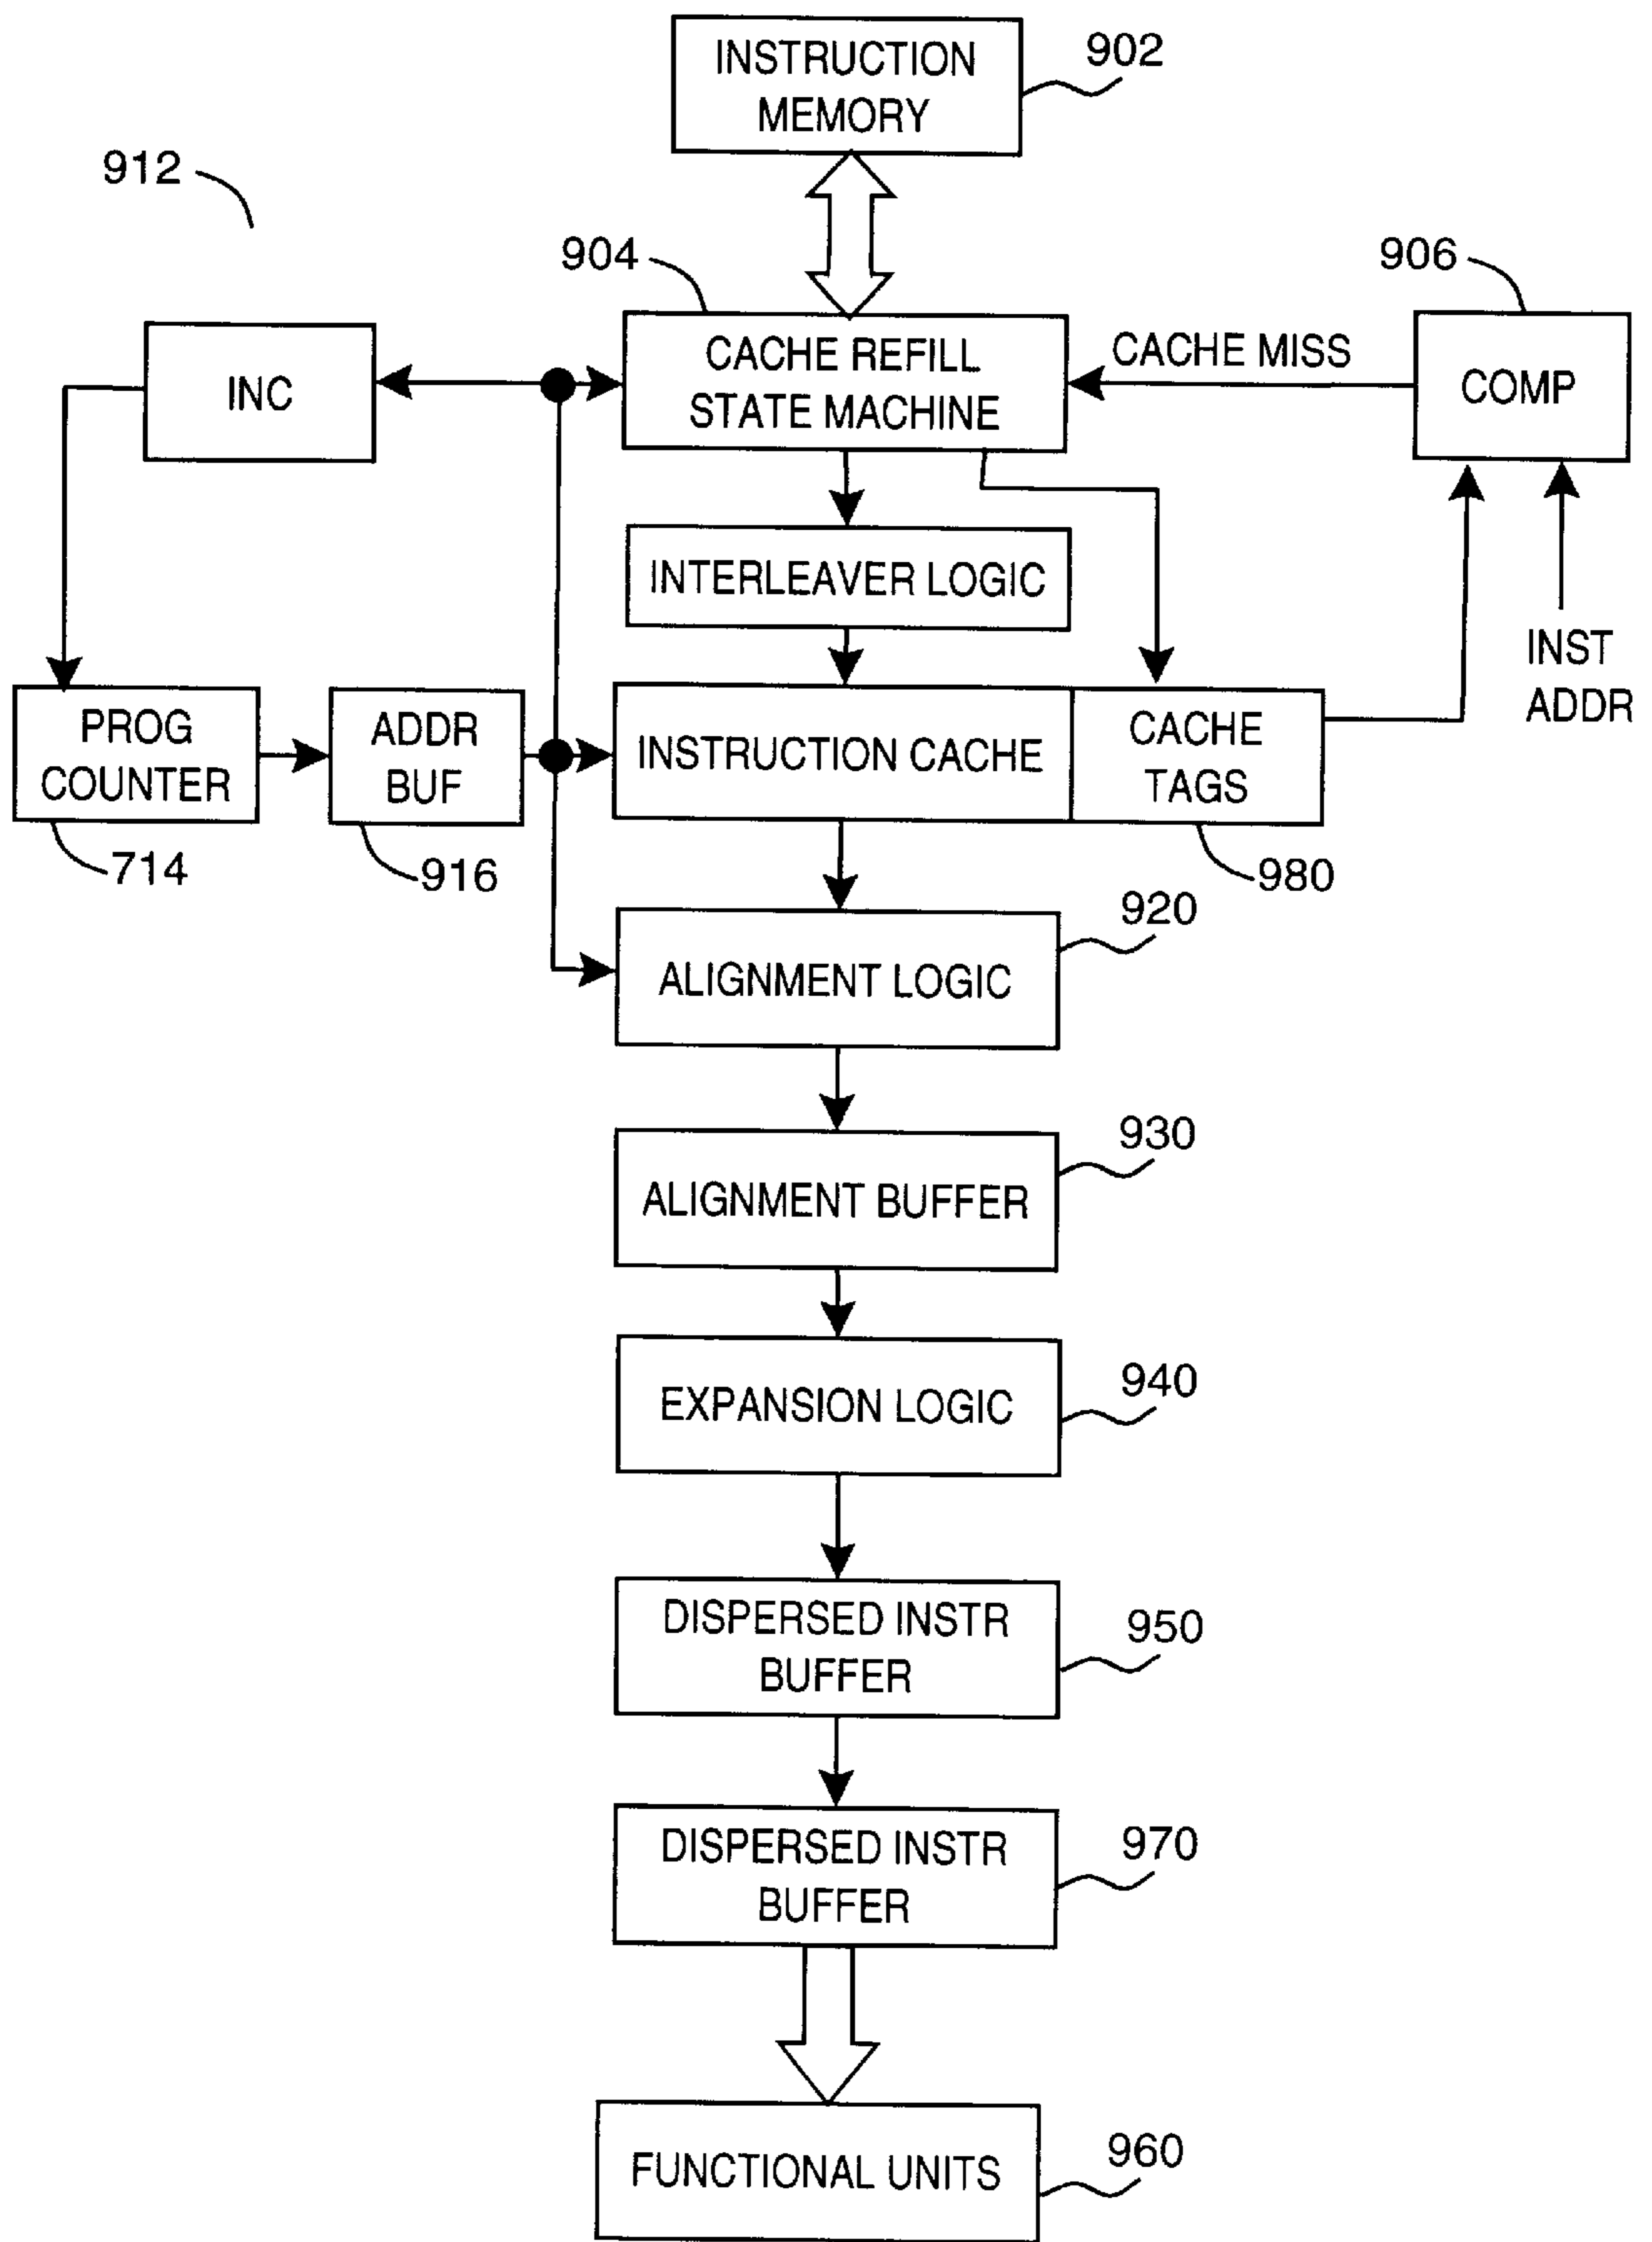 INSTRUCTION
MEMORY
902
912
904
906
INC
CACHE REFILL
STATE MACHINE
CACHE MISS
COMP
INTERLEAVER LOGIC
INST
ADDR
PROG
COUNTER
ADDR
BUF
INSTRUCTION CACHE
CACHE
TAGS
714
916
980
920
ALIGNMENT LOGIC
930
ALIGNMENT BUFFER
940
EXPANSION LOGIC
DISPERSED INSTR
BUFFER
950
DISPERSED INSTR
BUFFER
970
FUNCTIONAL UNITS
960